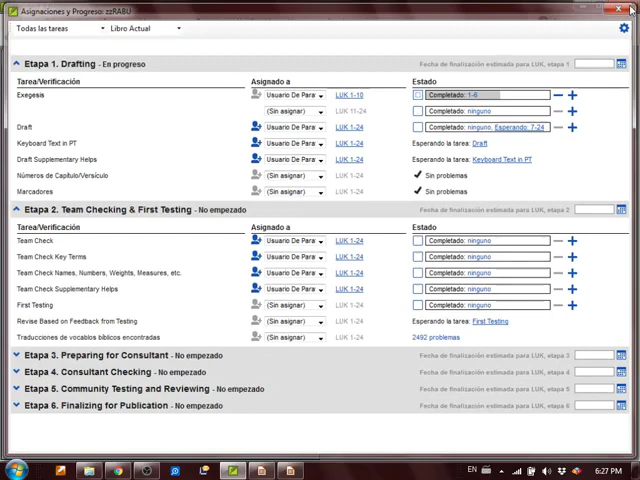 Asignaciones y Progreso: zzRABU
Todas las tareas Libro Actual
Etapa 1. Drafting - En progreso Fecha de finalización estimada para LUK, etapa 1
Tarea/Verificación Asignado a Estado
Exegesis Usuario De Para LUK 1-10 Completado: 1-6
(Sin asignar) LUK 11-24 Completado: ninguno
Draft Usuario De Para LUK 1-24 Completado: ninguno, Esperando: 7-24
Keyboard Text in PT Usuario De Para LUK 1-24 Esperando la tarea: Draft
Draft Supplementary Helps Usuario De Para LUK 1-24 Esperando la tarea: Keyboard Text in PT
Números de Capítulo/Versículo (Sin asignar) LUK 1-24 Sin problemas
Marcadores (Sin asignar) LUK 1-24 Sin problemas
Etapa 2. Team Checking & First Testing - No empezado Fecha de finalización estimada para LUK, etapa 2
Tarea/Verificación Asignado a Estado
Team Check Usuario De Para LUK 1-24 Completado: ninguno
Team Check Key Terms Usuario De Para LUK 1-24 Completado: ninguno
Team Check Names, Numbers, Weights, Measures, etc. Usuario De Para LUK 1-24 Completado: ninguno
Team Check Supplementary Helps Usuario De Para LUK 1-24 Completado: ninguno
First Testing (Sin asignar) LUK 1-24 Completado: ninguno
Revise Based on Feedback from Testing (Sin asignar) LUK 1-24 Esperando la tarea: First Testing
Traducciones de vocablos bíblicos encontradas (Sin asignar) LUK 1-24 2492 problemas
Etapa 3. Preparing for Consultant - No empezado Fecha de finalización estimada para LUK, etapa 3
Etapa 4. Consultant Checking - No empezado Fecha de finalización estimada para LUK, etapa 4
Etapa 5. Community Testing and Reviewing - No empezado Fecha de finalización estimada para LUK, etapa 5
Etapa 6. Finalizing for Publication - No empezado Fecha de finalización estimada para LUK, etapa 6
EN 6:27 PM